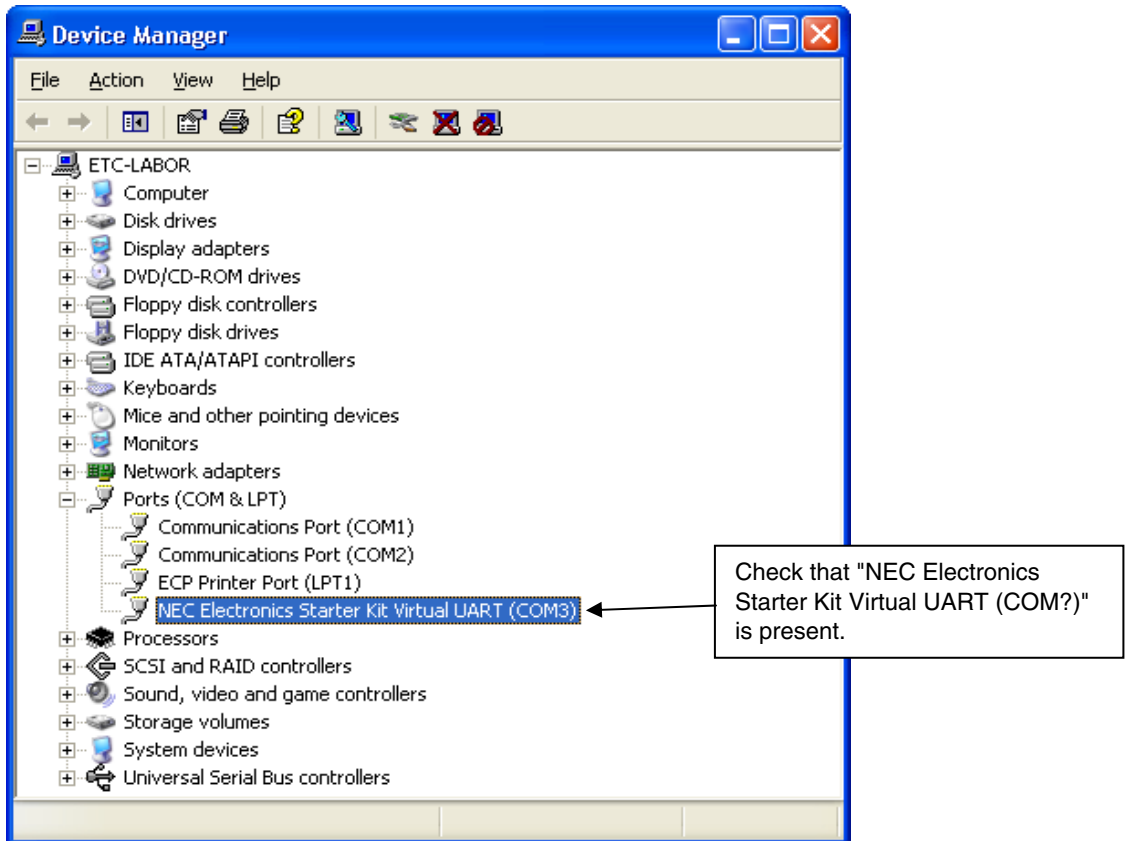 Device Manager
File Action View Help
ETC-LABOR
Computer
Disk drives
Display adapters
DVD/CD-ROM drives
Floppy disk controllers
Floppy disk drives
IDE ATA/ATAPI controllers
Keyboards
Mice and other pointing devices
Monitors
Network adapters
Ports (COM & LPT)
Communications Port (COM1)
Communications Port (COM2)
ECP Printer Port (LPT1)
NEC Electronics Starter Kit Virtual UART (COM3)
Processors
SCSI and RAID controllers
Sound, video and game controllers
Storage volumes
System devices
Universal Serial Bus controllers
Check that "NEC Electronics
Starter Kit Virtual UART (COM?)"
is present.